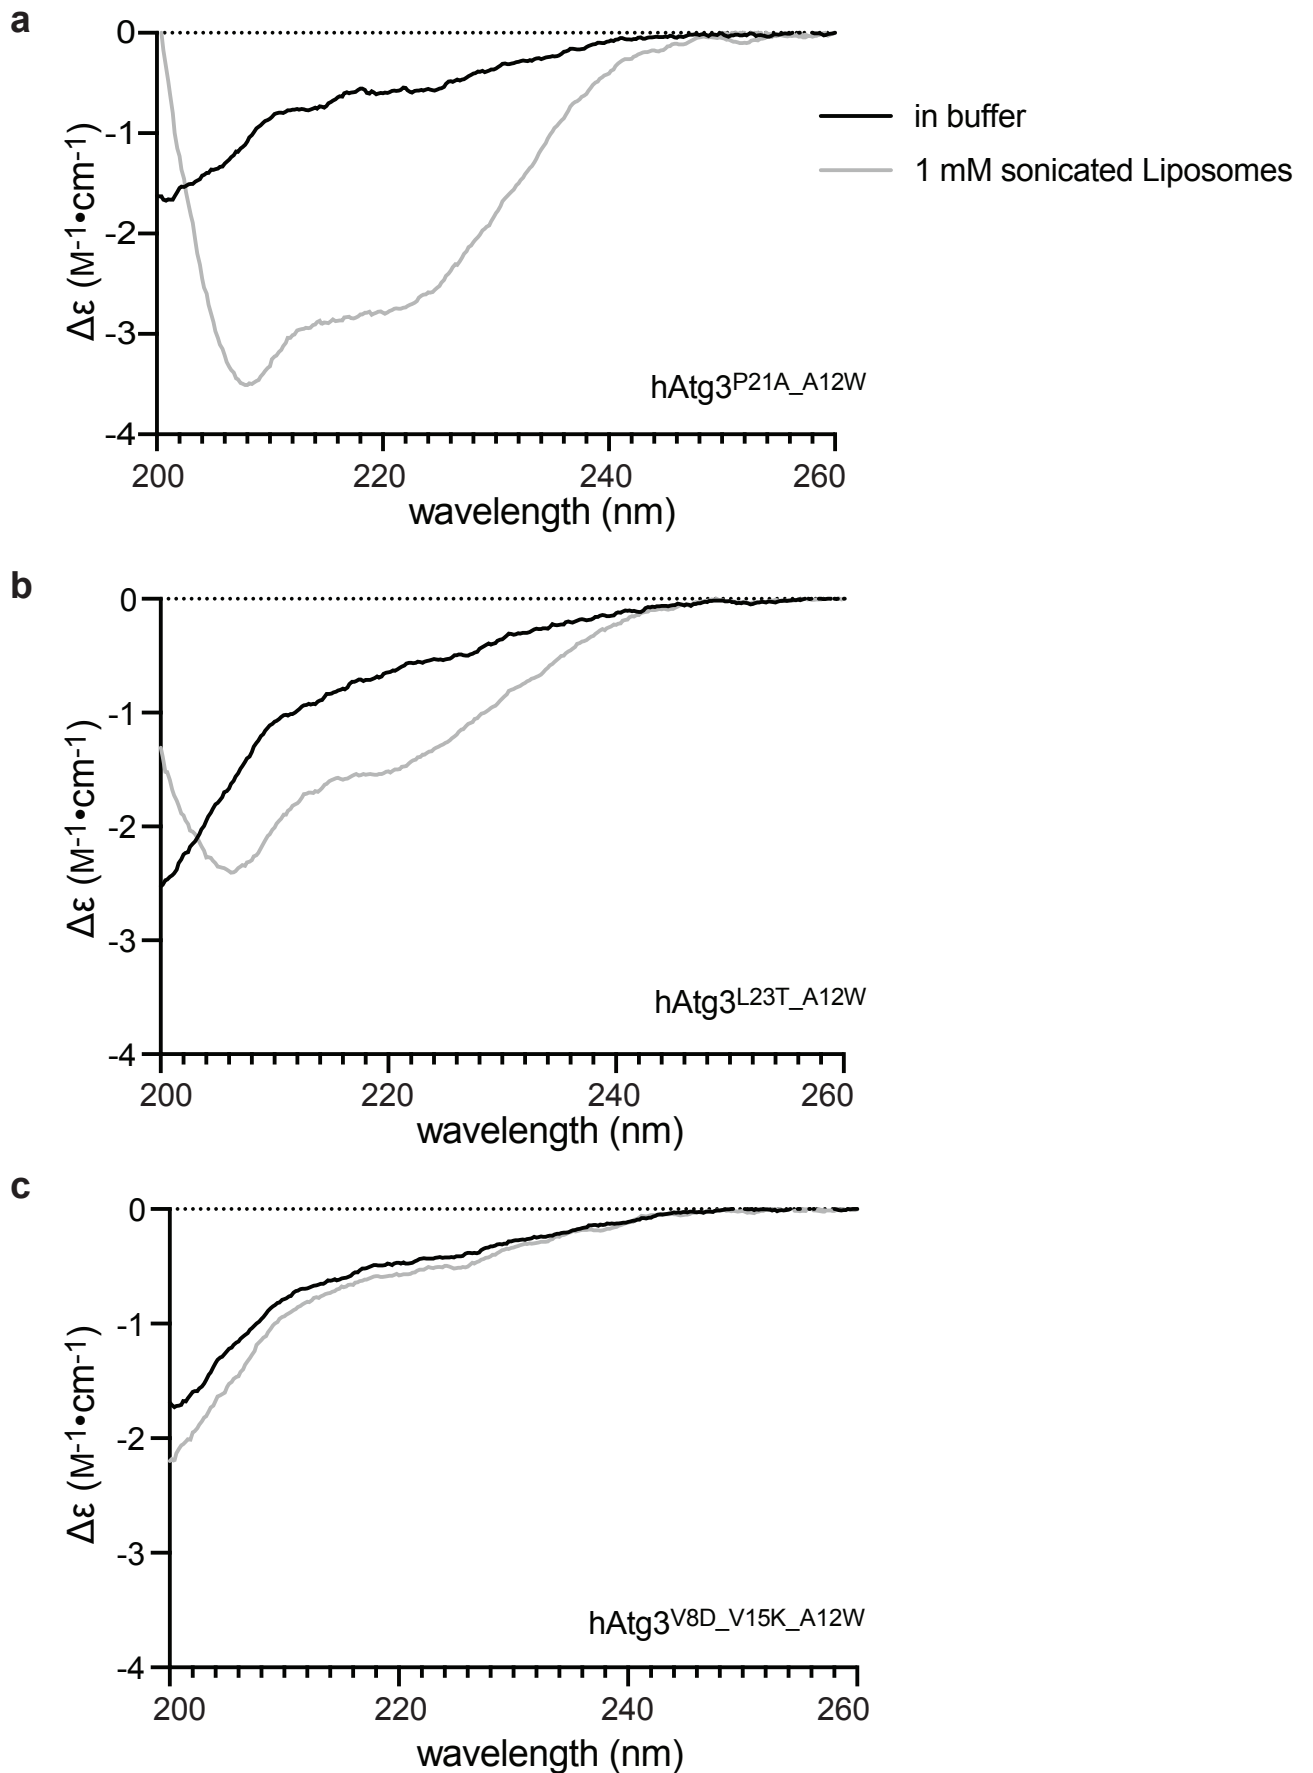 a
0
-1
-2
-3
-4
Δε (M⁻¹•cm⁻¹)
in buffer
1 mM sonicated Liposomes
hAtg3P21A_A12W
200 220 240 260
wavelength (nm)
b
0
-1
-2
-3
-4
Δε (M⁻¹•cm⁻¹)
hAtg3L23T_A12W
200 220 240 260
wavelength (nm)
c
0
-1
-2
-3
-4
Δε (M⁻¹•cm⁻¹)
hAtg3V8D_V15K_A12W
200 220 240 260
wavelength (nm)